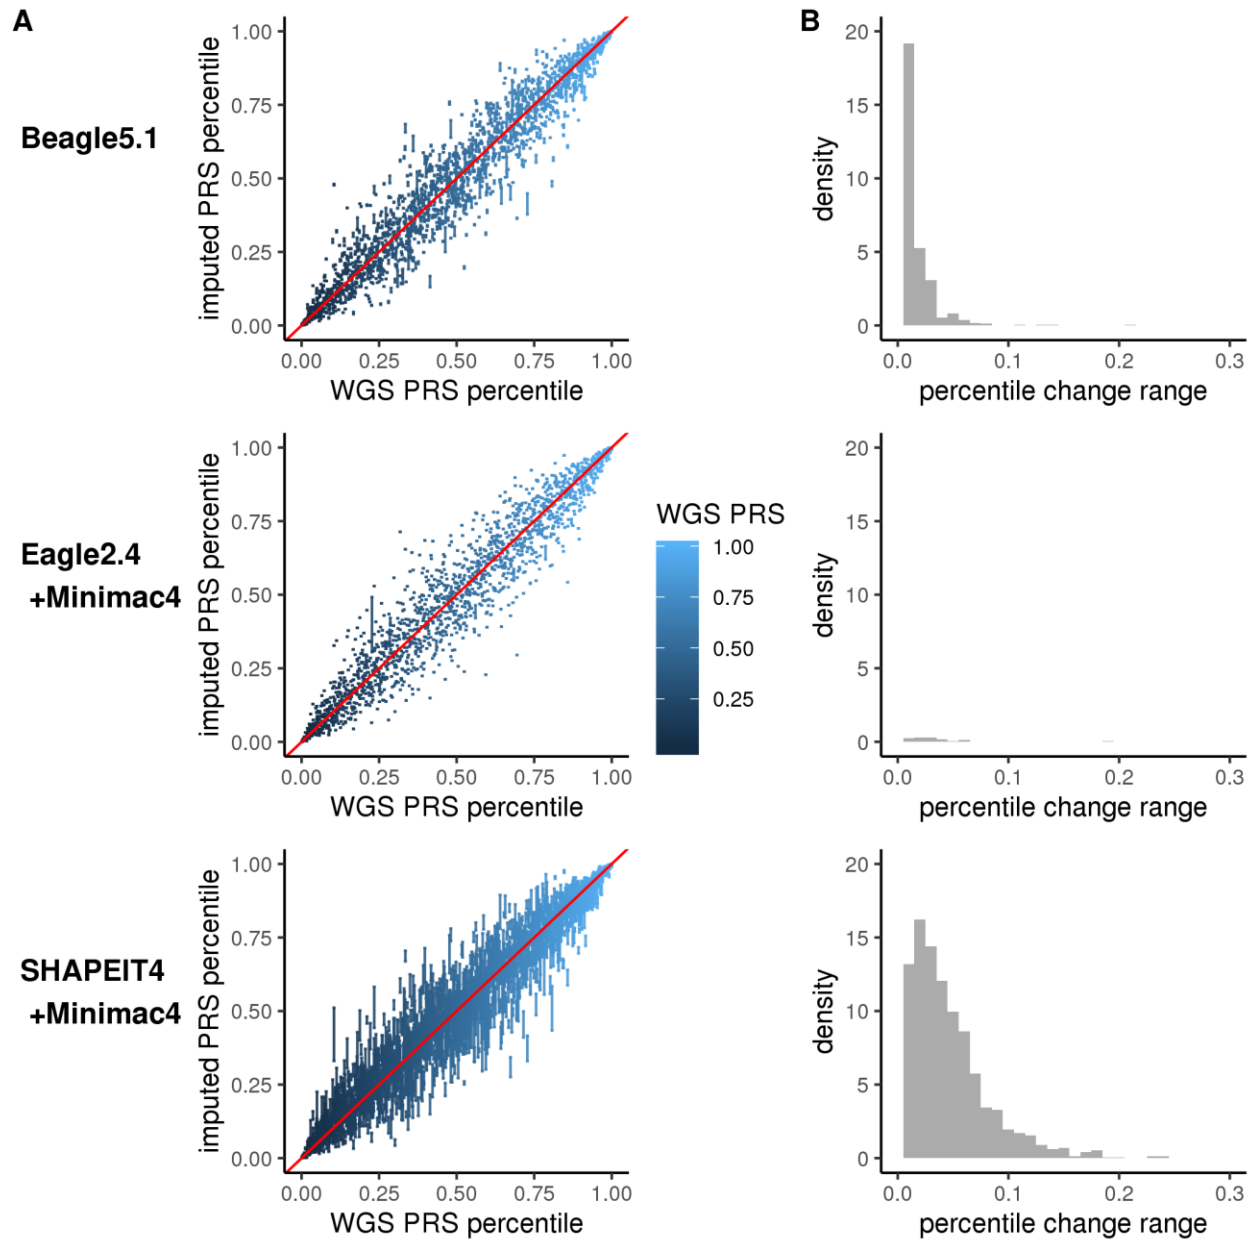 A
B
Beagle5.1
imputed PRS percentile
1.00
0.75
0.50
0.25
0.00
0.00 0.25 0.50 0.75 1.00
WGS PRS percentile
density
20
15
10
5
0
0.0 0.1 0.2 0.3
percentile change range
Eagle2.4
+Minimac4
imputed PRS percentile
1.00
0.75
0.50
0.25
0.00
0.00 0.25 0.50 0.75 1.00
WGS PRS percentile
WGS PRS
1.00
0.75
0.50
0.25
density
20
15
10
5
0
0.0 0.1 0.2 0.3
percentile change range
SHAPEIT4
+Minimac4
imputed PRS percentile
1.00
0.75
0.50
0.25
0.00
0.00 0.25 0.50 0.75 1.00
WGS PRS percentile
density
20
15
10
5
0
0.0 0.1 0.2 0.3
percentile change range